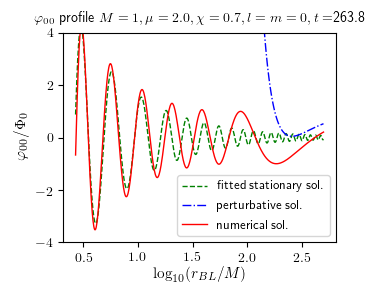 φ₀₀ profile M = 1, μ = 2.0, χ = 0.7, l = m = 0, t =263.8
φ₀₀/Φ₀
4
2
0
−2
−4
fitted stationary sol.
perturbative sol.
numerical sol.
0.5 1.0 1.5 2.0 2.5
log₁₀(r_BL/M)